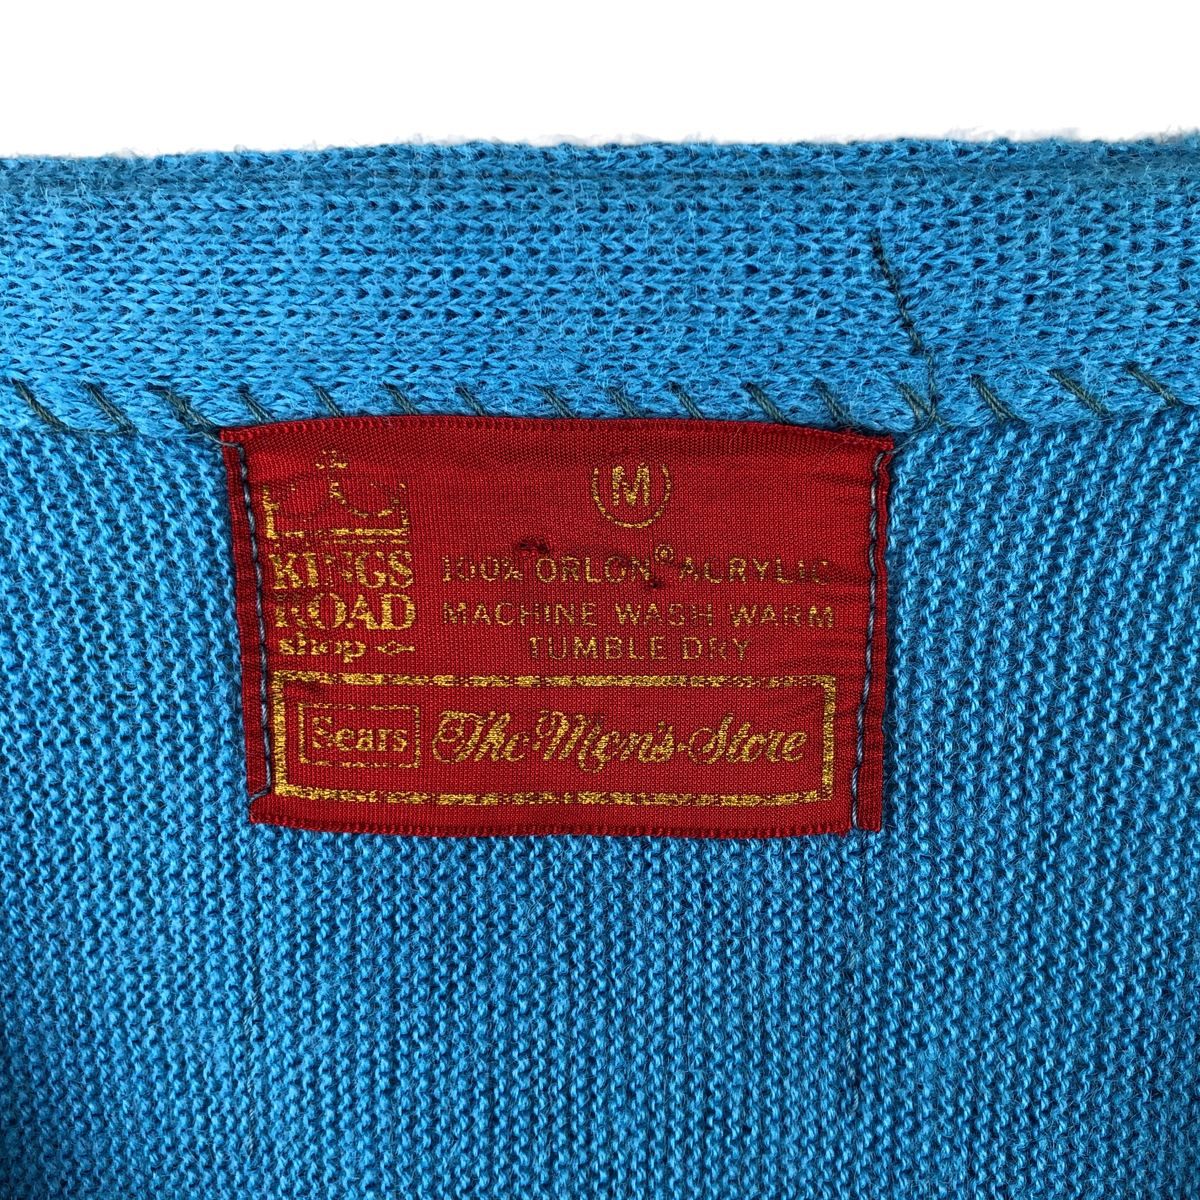 M
KINGS
ROAD
shop
100% ORLON® ACRYLIC
MACHINE WASH WARM
TUMBLE DRY
Sears The Men's Store